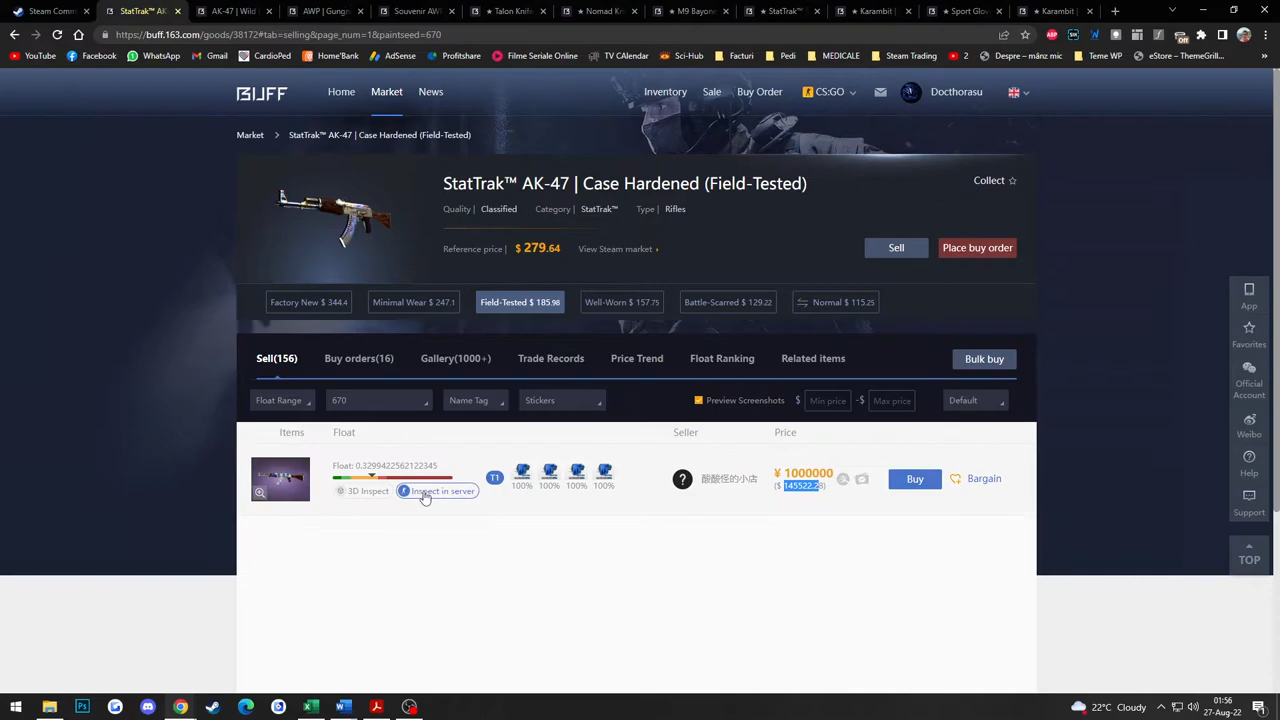 Steam Comm
StatTrak™ AK
AK-47 | Wild
AWP | Gungn
Souvenir AW
★ Talon Knif
★ Nomad Kn
★ M9 Bayone
★ StatTrak™
★ Karambit |
★ Sport Glov
★ Karambit |
https://buff.163.com/goods/38172#tab=selling&page_num=1&paintseed=670
YouTube
Facebook
WhatsApp
Gmail
CardioPed
Home'Bank
AdSense
Profitshare
Filme Seriale Online
TV CAlendar
Sci-Hub
Facturi
Pedi
MEDICALE
Steam Trading
2
Despre – mânz mic
Teme WP
eStore – ThemeGrill...
BUFF
Home
Market
News
Inventory
Sale
Buy Order
CS:GO
Docthorasu
Market > StatTrak™ AK-47 | Case Hardened (Field-Tested)
StatTrak™ AK-47 | Case Hardened (Field-Tested)
Collect
Quality | Classified Category | StatTrak™ Type | Rifles
Reference price | $ 279.64 View Steam market
Sell
Place buy order
Factory New $ 344.4
Minimal Wear $ 247.1
Field-Tested $ 185.98
Well-Worn $ 157.75
Battle-Scarred $ 129.22
Normal $ 115.25
App
Favorites
Official Account
Weibo
Help
Support
TOP
Sell(156)
Buy orders(16)
Gallery(1000+)
Trade Records
Price Trend
Float Ranking
Related items
Bulk buy
Float Range
670
Name Tag
Stickers
Preview Screenshots
$ Min price -$ Max price
Default
Items
Float
Seller
Price
Float: 0.3299422562122345
3D Inspect
Inspect in server
T1
100%
100%
100%
100%
?
酸酸怪的小店
¥ 1000000
($ 145522.28)
Buy
Bargain
22°C Cloudy
01:56
27-Aug-22